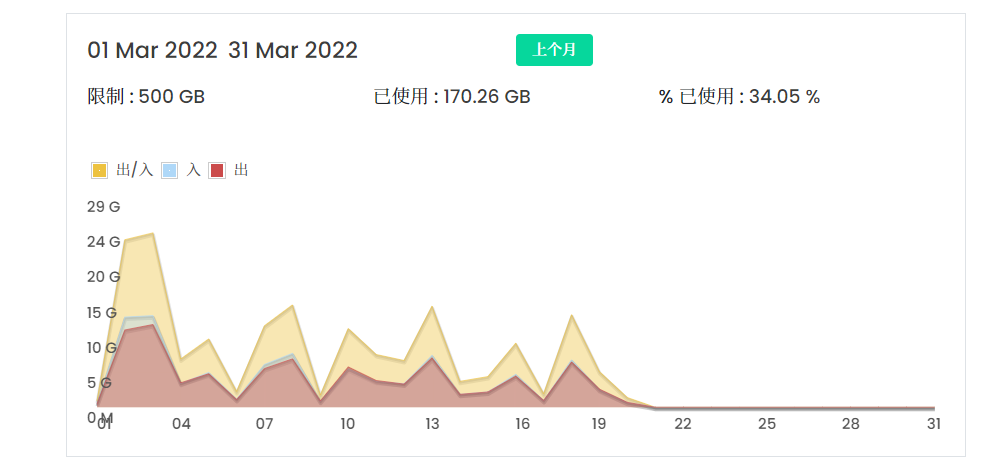 01 Mar 2022 31 Mar 2022 上个月
限制 : 500 GB 已使用 : 170.26 GB % 已使用 : 34.05 %
出/入 入 出
29 G
24 G
20 G
15 G
10 G
5 G
0 M
01 04 07 10 13 16 19 22 25 28 31